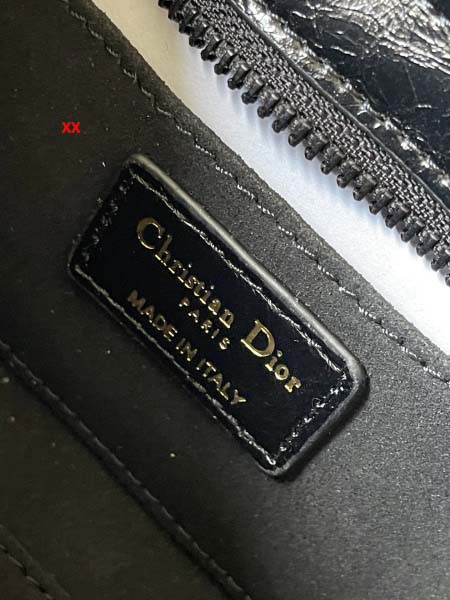 xx
Christian Dior
PARIS
MADE IN ITALY